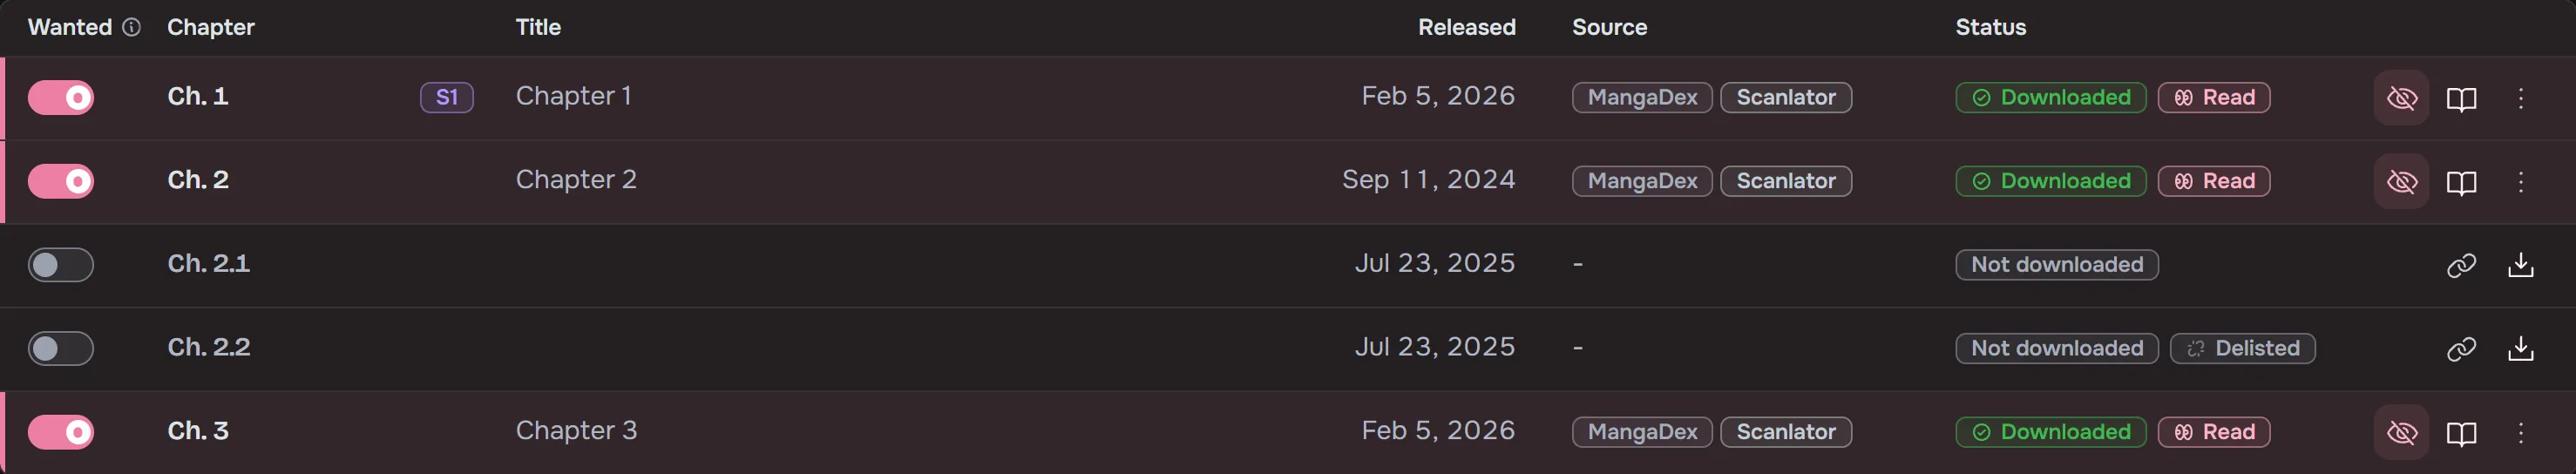 Wanted Chapter Title Released Source Status
Ch. 1 S1 Chapter 1 Feb 5, 2026 MangaDex Scanlator Downloaded Read
Ch. 2 Chapter 2 Sep 11, 2024 MangaDex Scanlator Downloaded Read
Ch. 2.1 Jul 23, 2025 - Not downloaded
Ch. 2.2 Jul 23, 2025 - Not downloaded Delisted
Ch. 3 Chapter 3 Feb 5, 2026 MangaDex Scanlator Downloaded Read